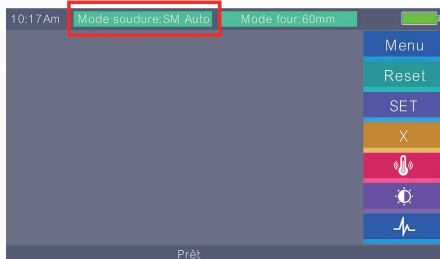 10:17Am Mode soudure:SM Auto Mode four:60mm
Menu
Reset
SET
X
Prêt